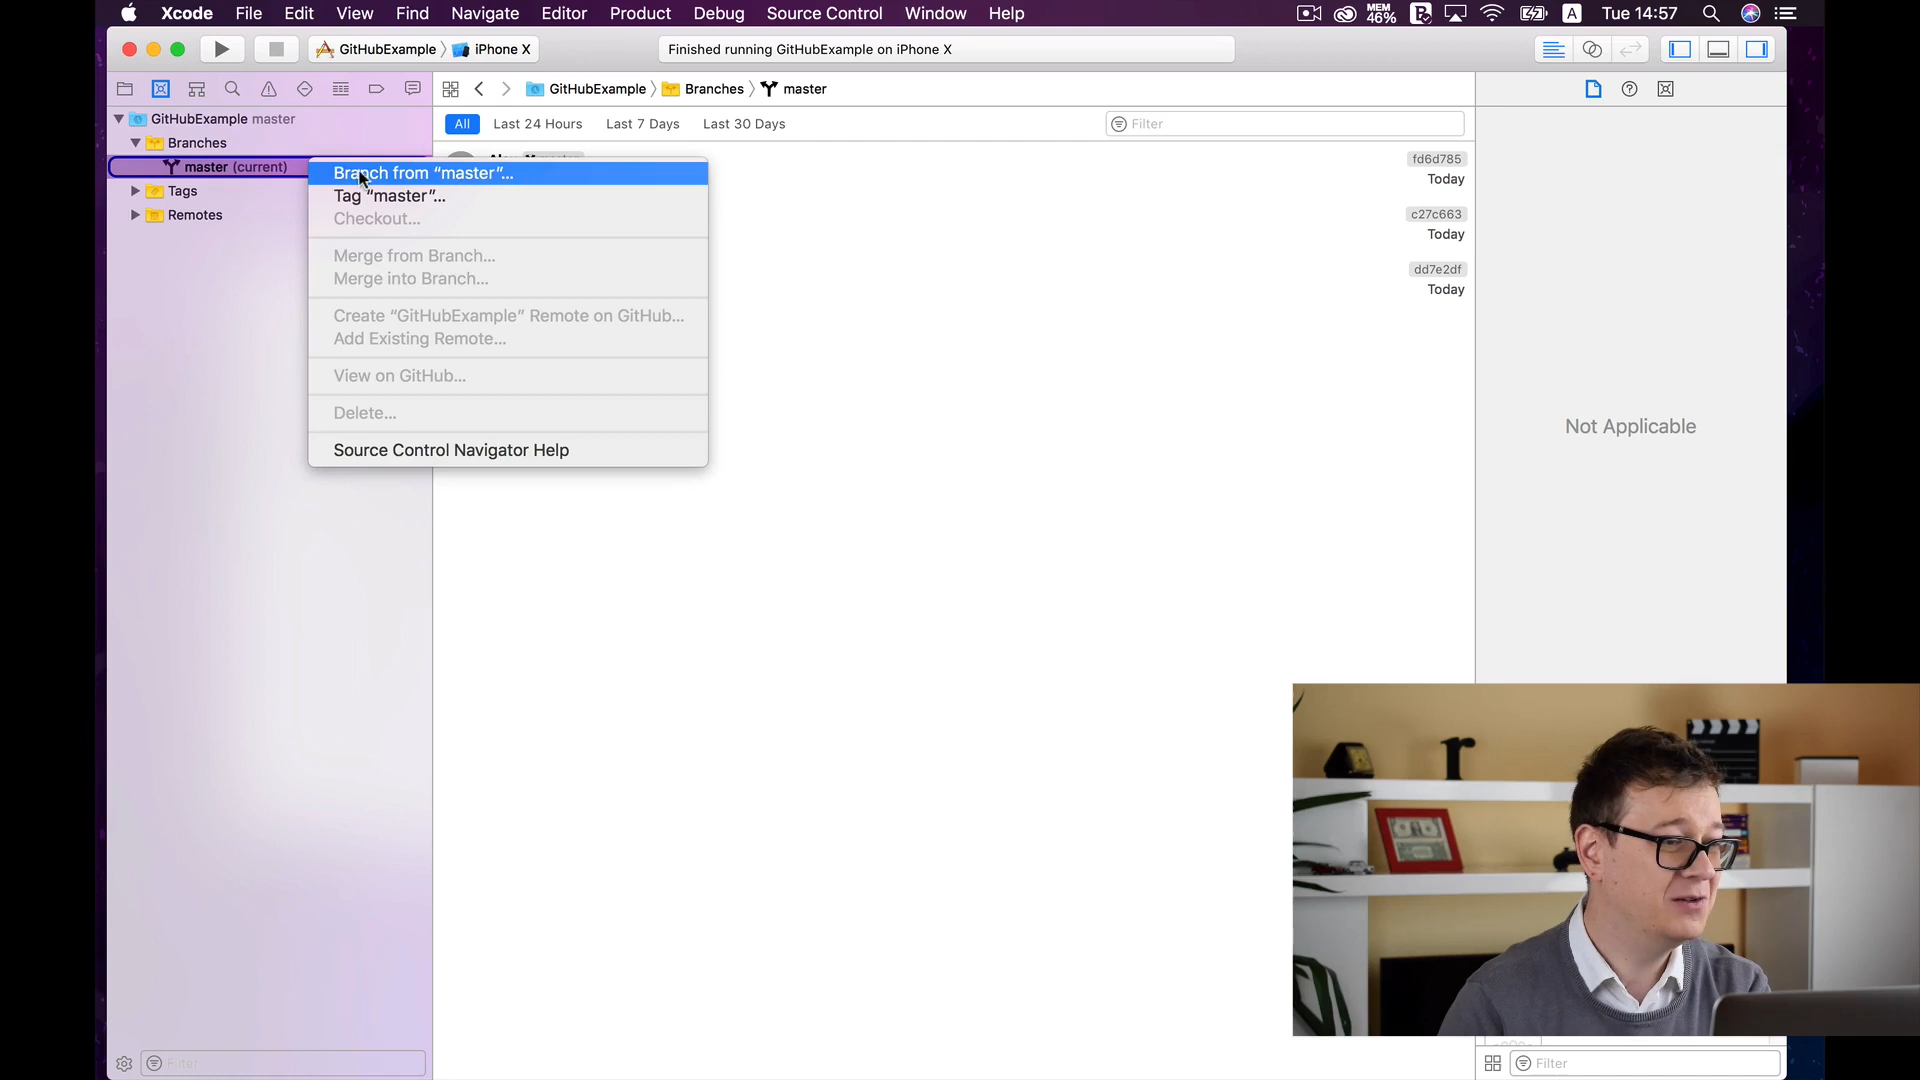 Xcode File Edit View Find Navigate Editor Product Debug Source Control Window Help MEM 46% A Tue 14:57
GitHubExample iPhone X Finished running GitHubExample on iPhone X
GitHubExample Branches master
GitHubExample master
All Last 24 Hours Last 7 Days Last 30 Days Filter
Branches
master (current)
Tags
Remotes
Branch from “master”...
Tag “master”...
Checkout...
Merge from Branch...
Merge into Branch...
Create “GitHubExample” Remote on GitHub...
Add Existing Remote...
View on GitHub...
Delete...
Source Control Navigator Help
fd6d785
Today
c27c663
Today
dd7e2df
Today
Not Applicable
Filter
Filter